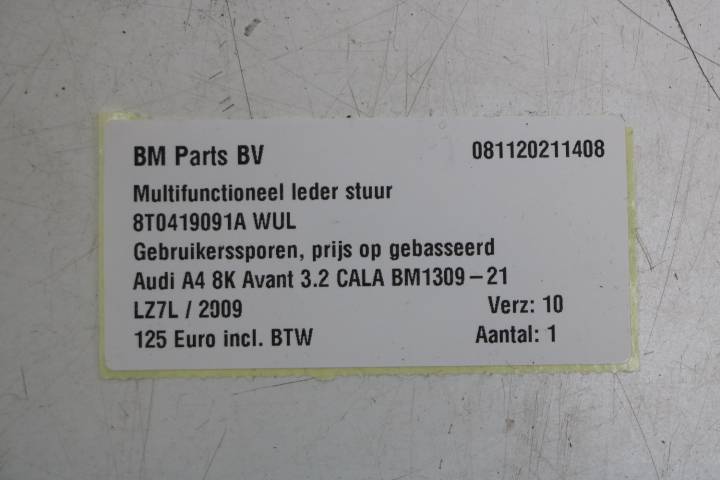 BM Parts BV 081120211408
Multifunctioneel leder stuur
8T0419091A WUL
Gebruikerssporen, prijs op gebasseerd
Audi A4 8K Avant 3.2 CALA BM1309-21
LZ7L / 2009 Verz: 10
125 Euro incl. BTW Aantal: 1